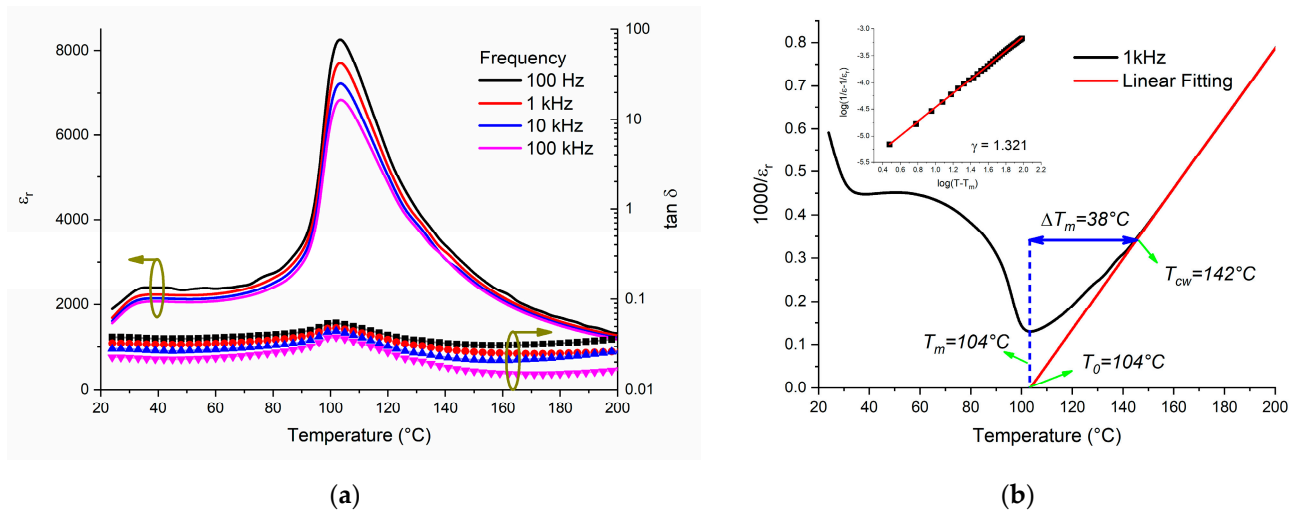 Frequency
100 Hz
1 kHz
10 kHz
100 kHz
8000
6000
4000
2000
0
εr
100
10
1
0.1
0.01
tan δ
20 40 60 80 100 120 140 160 180 200
Temperature (°C)
(a)
1kHz
Linear Fitting
0.8
0.7
0.6
0.5
0.4
0.3
0.2
0.1
0.0
1000/εr
-3.0
-3.5
-4.0
-4.5
-5.0
-5.5
log(1/ε-1/εr)
γ = 1.321
0.4 0.6 0.8 1.0 1.2 1.4 1.6 1.8 2.0 2.2
log(T-Tm)
ΔTm=38°C
Tcw=142°C
Tm=104°C
T0=104°C
20 40 60 80 100 120 140 160 180 200
Temperature (°C)
(b)